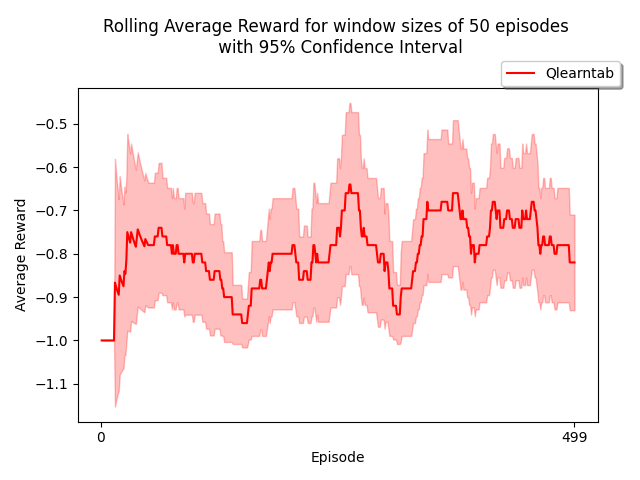 Rolling Average Reward for window sizes of 50 episodes
with 95% Confidence Interval
Qlearntab
Average Reward
−0.5
−0.6
−0.7
−0.8
−0.9
−1.0
−1.1
0
499
Episode